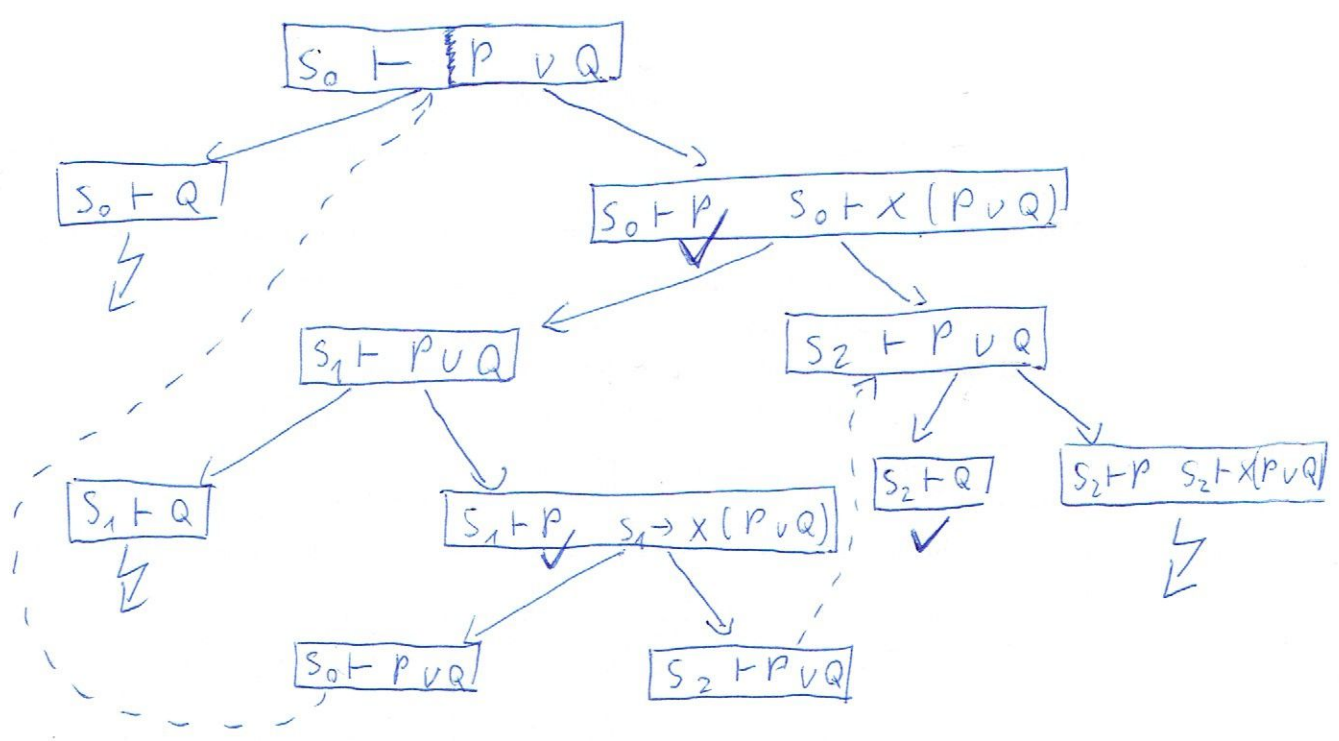 S₀ ⊢ P U Q
S₀ ⊢ Q
S₀ ⊢ P S₀ ⊢ X (P U Q)
S₁ ⊢ P U Q
S₂ ⊢ P U Q
S₁ ⊢ Q
S₁ ⊢ P S₁ → X (P U Q)
S₂ ⊢ Q
S₂ ⊢ P S₂ ⊢ X (P U Q)
S₀ ⊢ P U Q
S₂ ⊢ P U Q